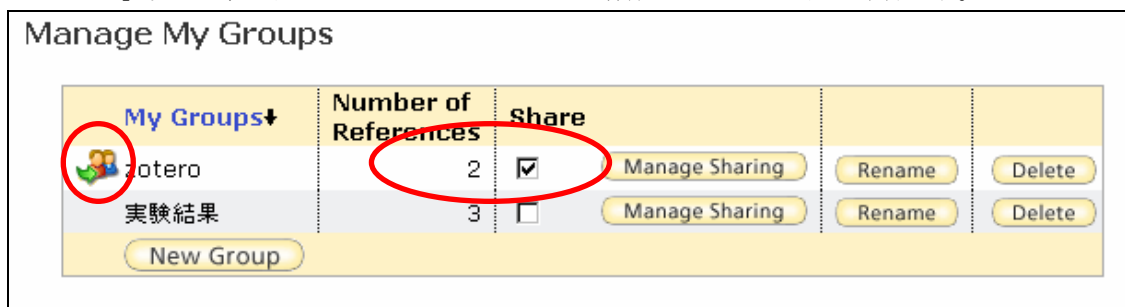 Manage My Groups
My Groups Number of References Share
zotero 2 Manage Sharing Rename Delete
実験結果 3 Manage Sharing Rename Delete
New Group